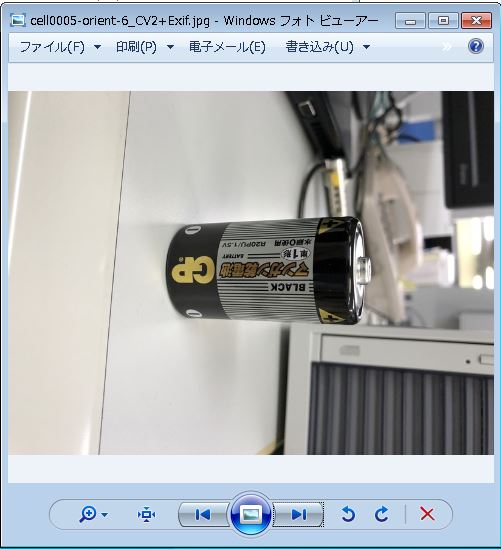 cell0005-orient-6_CV2+Exif.jpg - Windows フォト ビューアー
ファイル(F)
印刷(P)
電子メール(E)
書き込み(U)
»
?
BLACK
マンガン乾電池
BATTERY
単1形
水銀0使用
R20PU/1.5V
GP
+
+